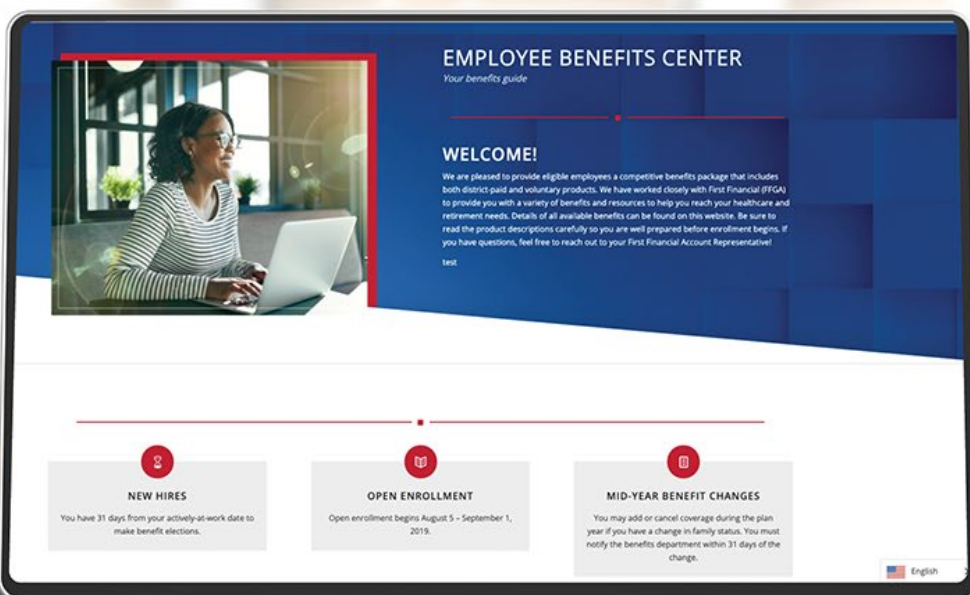 EMPLOYEE BENEFITS CENTER
Your benefits guide
WELCOME!
We are pleased to provide eligible employees a competitive benefits package that includes
both district-paid and voluntary products. We have worked closely with First Financial (FFGA)
to provide you with a variety of benefits and resources to help you reach your healthcare and
retirement needs. Details of all available benefits can be found on this website. Be sure to
read the product descriptions carefully so you are well prepared before enrollment begins. If
you have questions, feel free to reach out to your First Financial Account Representative!
test
NEW HIRES
You have 31 days from your actively-at-work date to
make benefit elections.
OPEN ENROLLMENT
Open enrollment begins August 5 – September 1,
2019.
MID-YEAR BENEFIT CHANGES
You may add or cancel coverage during the plan
year if you have a change in family status. You must
notify the benefits department within 31 days of the
change.
English